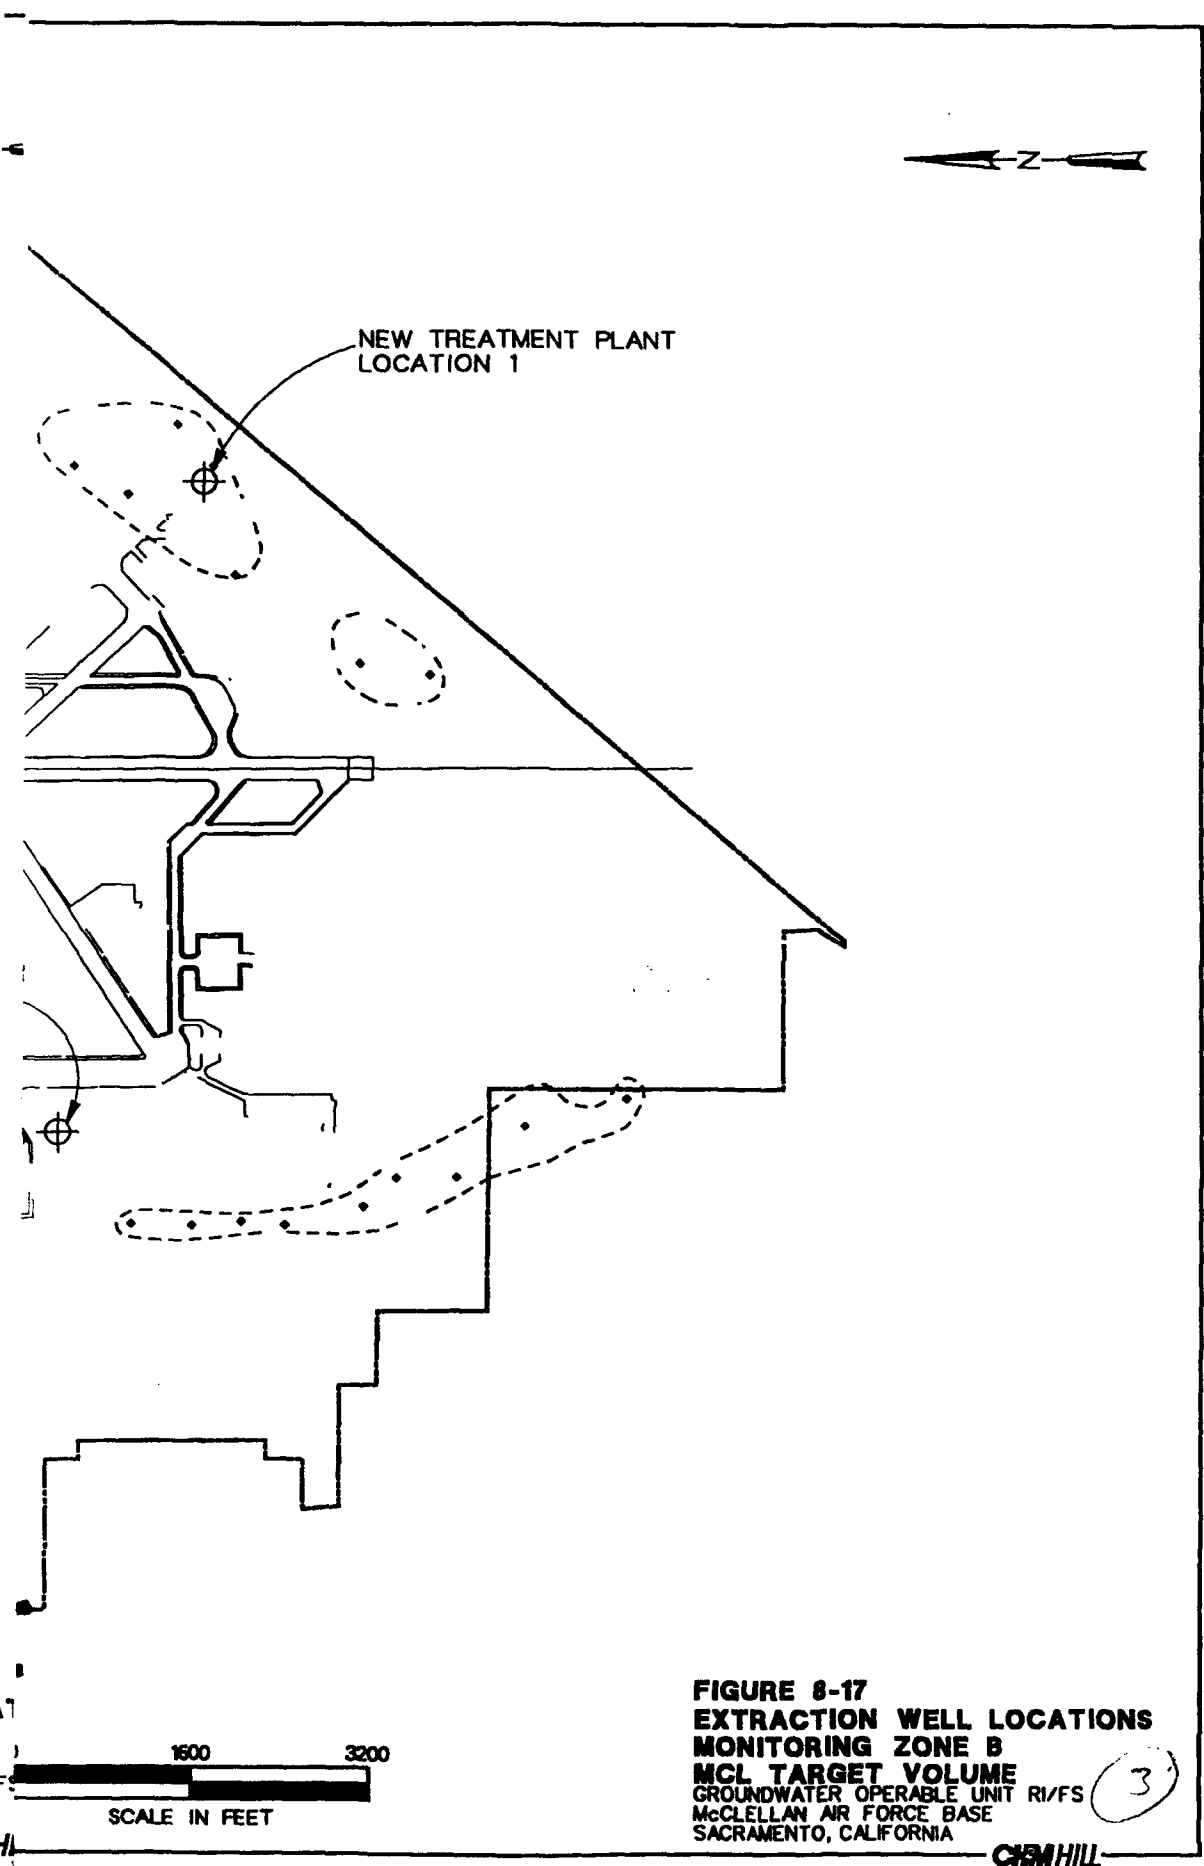 N
NEW TREATMENT PLANT
LOCATION 1
1600 3200
SCALE IN FEET
FIGURE 8-17
EXTRACTION WELL LOCATIONS
MONITORING ZONE B
MCL TARGET VOLUME
GROUNDWATER OPERABLE UNIT RI/FS
McCLELLAN AIR FORCE BASE
SACRAMENTO, CALIFORNIA
3
CH2M HILL